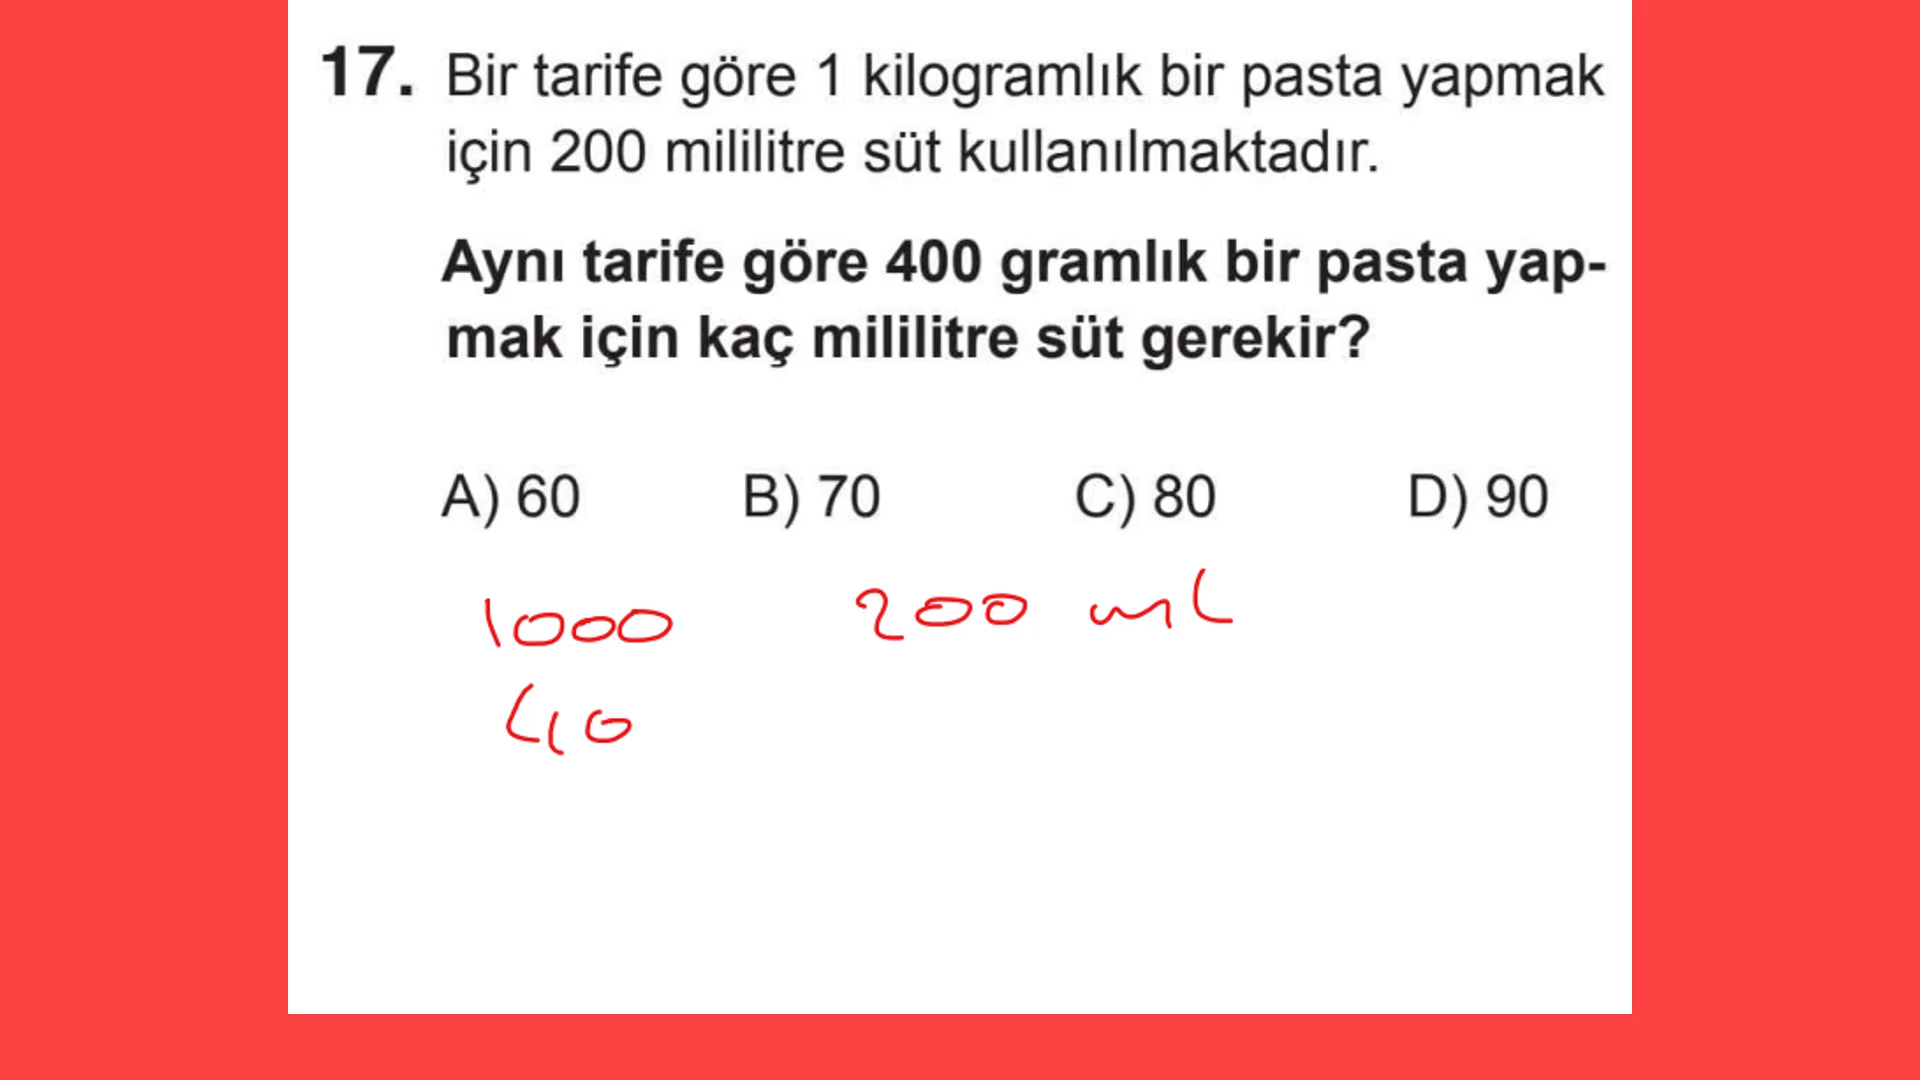 17. Bir tarife göre 1 kilogramlık bir pasta yapmak
için 200 mililitre süt kullanılmaktadır.
Aynı tarife göre 400 gramlık bir pasta yap-
mak için kaç mililitre süt gerekir?
A) 60 B) 70 C) 80 D) 90
1000 200 mL
40